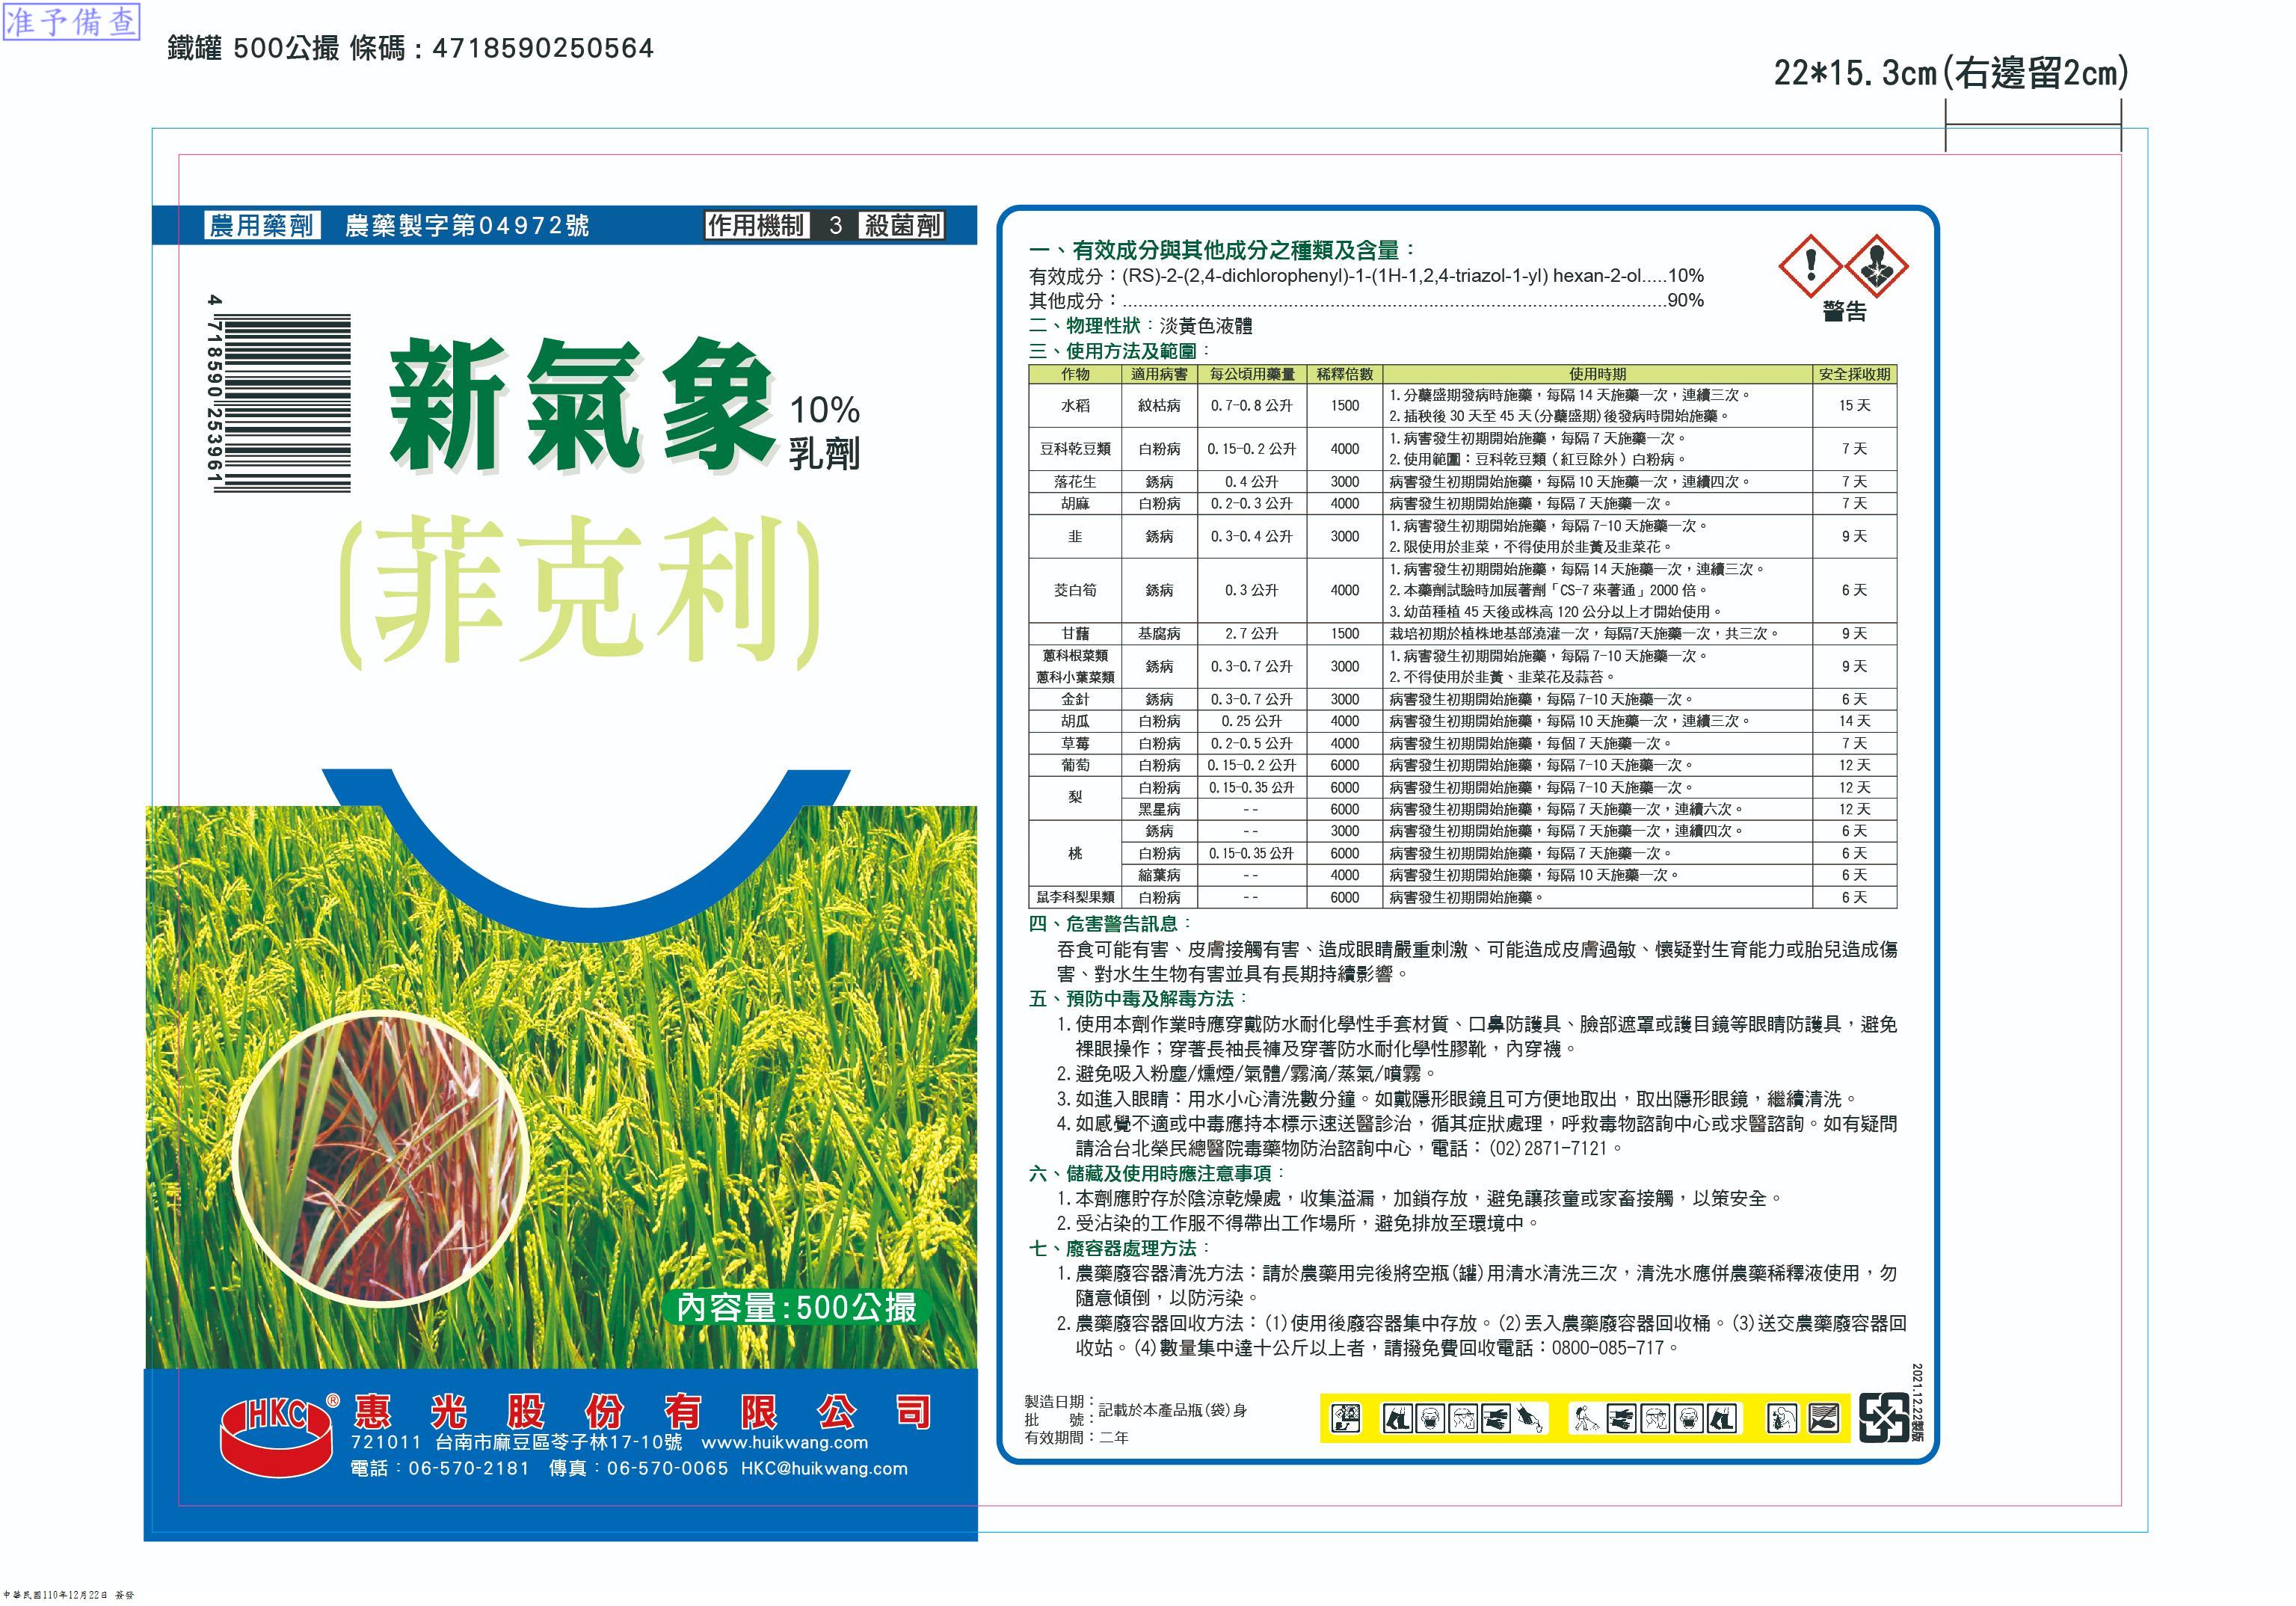 准予備查
鐵罐 500公撮 條碼：4718590250564
22*15.3cm(右邊留2cm)
農用藥劑 農藥製字第04972號 作用機制 3 殺菌劑
4 718590 253961
新氣象
10%
乳劑
(菲克利)
內容量:500公撮
HKC® 惠光股份有限公司
721011 台南市麻豆區苓子林17-10號 www.huikwang.com
電話：06-570-2181 傳真：06-570-0065 HKC@huikwang.com
一、有效成分與其他成分之種類及含量：
有效成分：(RS)-2-(2,4-dichlorophenyl)-1-(1H-1,2,4-triazol-1-yl) hexan-2-ol.....10%
其他成分：.........................................................................................................90%
警告
二、物理性狀：淡黃色液體
三、使用方法及範圍：
作物 適用病害 每公頃用藥量 稀釋倍數 使用時期 安全採收期
水稻 紋枯病 0.7-0.8公升 1500 1.分蘗盛期發病時施藥，每隔14天施藥一次，連續三次。 15天
2.插秧後30天至45天(分蘗盛期)後發病時開始施藥。
豆科乾豆類 白粉病 0.15-0.2公升 4000 1.病害發生初期開始施藥，每隔7天施藥一次。 7天
2.使用範圍：豆科乾豆類（紅豆除外）白粉病。
落花生 銹病 0.4公升 3000 病害發生初期開始施藥，每隔10天施藥一次，連續四次。 7天
胡麻 白粉病 0.2-0.3公升 4000 病害發生初期開始施藥，每隔7天施藥一次。 7天
韭 銹病 0.3-0.4公升 3000 1.病害發生初期開始施藥，每隔7-10天施藥一次。 9天
2.限使用於韭菜，不得使用於韭黃及韭菜花。
茭白筍 銹病 0.3公升 4000 1.病害發生初期開始施藥，每隔14天施藥一次，連續三次。 6天
2.本藥劑試驗時加展著劑「CS-7來著通」2000倍。
3.幼苗種植45天後或株高120公分以上才開始使用。
甘藷 基腐病 2.7公升 1500 栽培初期於植株地基部澆灌一次，每隔7天施藥一次，共三次。 9天
蔥科根菜類 蔥科小葉菜類 銹病 0.3-0.7公升 3000 1.病害發生初期開始施藥，每隔7-10天施藥一次。 9天
2.不得使用於韭黃、韭菜花及蒜苔。
金針 銹病 0.3-0.7公升 3000 病害發生初期開始施藥，每隔7-10天施藥一次。 6天
胡瓜 白粉病 0.25公升 4000 病害發生初期開始施藥，每隔10天施藥一次，連續三次。 14天
草莓 白粉病 0.2-0.5公升 4000 病害發生初期開始施藥，每個7天施藥一次。 7天
葡萄 白粉病 0.15-0.2公升 6000 病害發生初期開始施藥，每隔7-10天施藥一次。 12天
梨 白粉病 0.15-0.35公升 6000 病害發生初期開始施藥，每隔7-10天施藥一次。 12天
黑星病 -- 6000 病害發生初期開始施藥，每隔7天施藥一次，連續六次。 12天
桃 銹病 -- 3000 病害發生初期開始施藥，每隔7天施藥一次，連續四次。 6天
白粉病 0.15-0.35公升 6000 病害發生初期開始施藥，每隔7天施藥一次。 6天
縮葉病 -- 4000 病害發生初期開始施藥，每隔10天施藥一次。 6天
鼠李科梨果類 白粉病 -- 6000 病害發生初期開始施藥。 6天
四、危害警告訊息：
吞食可能有害、皮膚接觸有害、造成眼睛嚴重刺激、可能造成皮膚過敏、懷疑對生育能力或胎兒造成傷
害、對水生生物有害並具有長期持續影響。
五、預防中毒及解毒方法：
1.使用本劑作業時應穿戴防水耐化學性手套材質、口鼻防護具、臉部遮罩或護目鏡等眼睛防護具，避免
裸眼操作；穿著長袖長褲及穿著防水耐化學性膠靴，內穿襪。
2.避免吸入粉塵/燻煙/氣體/霧滴/蒸氣/噴霧。
3.如進入眼睛：用水小心清洗數分鐘。如戴隱形眼鏡且可方便地取出，取出隱形眼鏡，繼續清洗。
4.如感覺不適或中毒應持本標示速送醫診治，循其症狀處理，呼救毒物諮詢中心或求醫諮詢。如有疑問
請洽台北榮民總醫院毒藥物防治諮詢中心，電話：(02)2871-7121。
六、儲藏及使用時應注意事項：
1.本劑應貯存於陰涼乾燥處，收集溢漏，加鎖存放，避免讓孩童或家畜接觸，以策安全。
2.受沾染的工作服不得帶出工作場所，避免排放至環境中。
七、廢容器處理方法：
1.農藥廢容器清洗方法：請於農藥用完後將空瓶(罐)用清水清洗三次，清洗水應併農藥稀釋液使用，勿
隨意傾倒，以防污染。
2.農藥廢容器回收方法：(1)使用後廢容器集中存放。(2)丟入農藥廢容器回收桶。(3)送交農藥廢容器回
收站。(4)數量集中達十公斤以上者，請撥免費回收電話：0800-085-717。
製造日期：
批　　號：記載於本產品瓶(袋)身
有效期間：二年
2021.12.22製版
中華民國110年12月22日 簽發